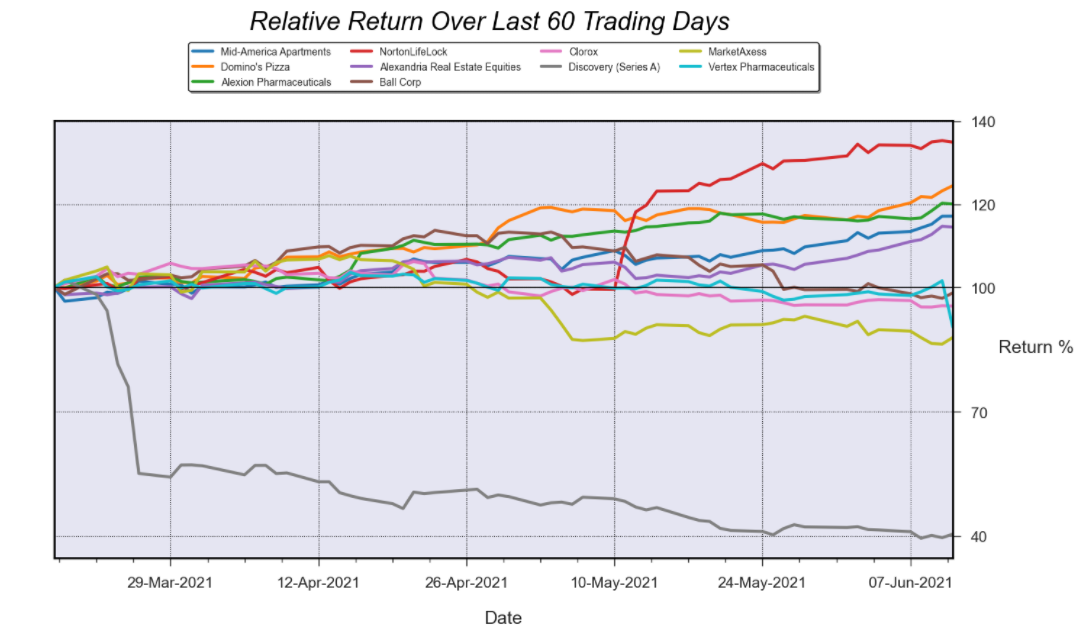 Relative Return Over Last 60 Trading Days
Mid-America Apartments NortonLifeLock Clorox MarketAxess
Domino's Pizza Alexandria Real Estate Equities Discovery (Series A) Vertex Pharmaceuticals
Alexion Pharmaceuticals Ball Corp
140
120
100
Return %
70
40
29-Mar-2021 12-Apr-2021 26-Apr-2021 10-May-2021 24-May-2021 07-Jun-2021
Date